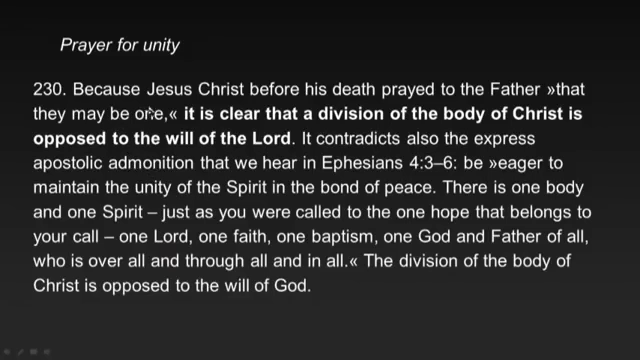 Prayer for unity
230. Because Jesus Christ before his death prayed to the Father »that
they may be one,« it is clear that a division of the body of Christ is
opposed to the will of the Lord. It contradicts also the express
apostolic admonition that we hear in Ephesians 4:3–6: be »eager to
maintain the unity of the Spirit in the bond of peace. There is one body
and one Spirit – just as you were called to the one hope that belongs to
your call – one Lord, one faith, one baptism, one God and Father of all,
who is over all and through all and in all.« The division of the body of
Christ is opposed to the will of God.